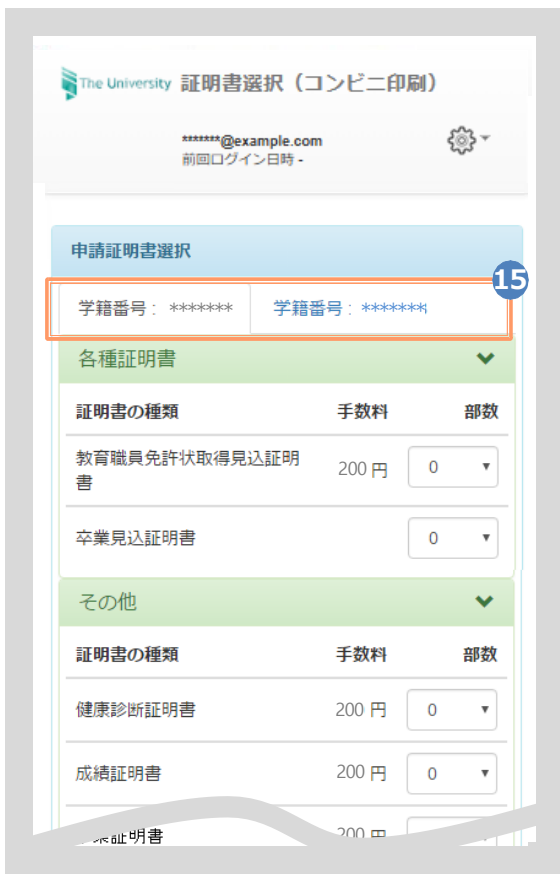 The University 証明書選択（コンビニ印刷）
*******@example.com
前回ログイン日時 -
申請証明書選択
15
学籍番号： ******* 学籍番号： *******
各種証明書
証明書の種類 手数料 部数
教育職員免許状取得見込証明
書
200 円 0
卒業見込証明書 0
その他
証明書の種類 手数料 部数
健康診断証明書 200 円 0
成績証明書 200 円 0
証明書 200 円